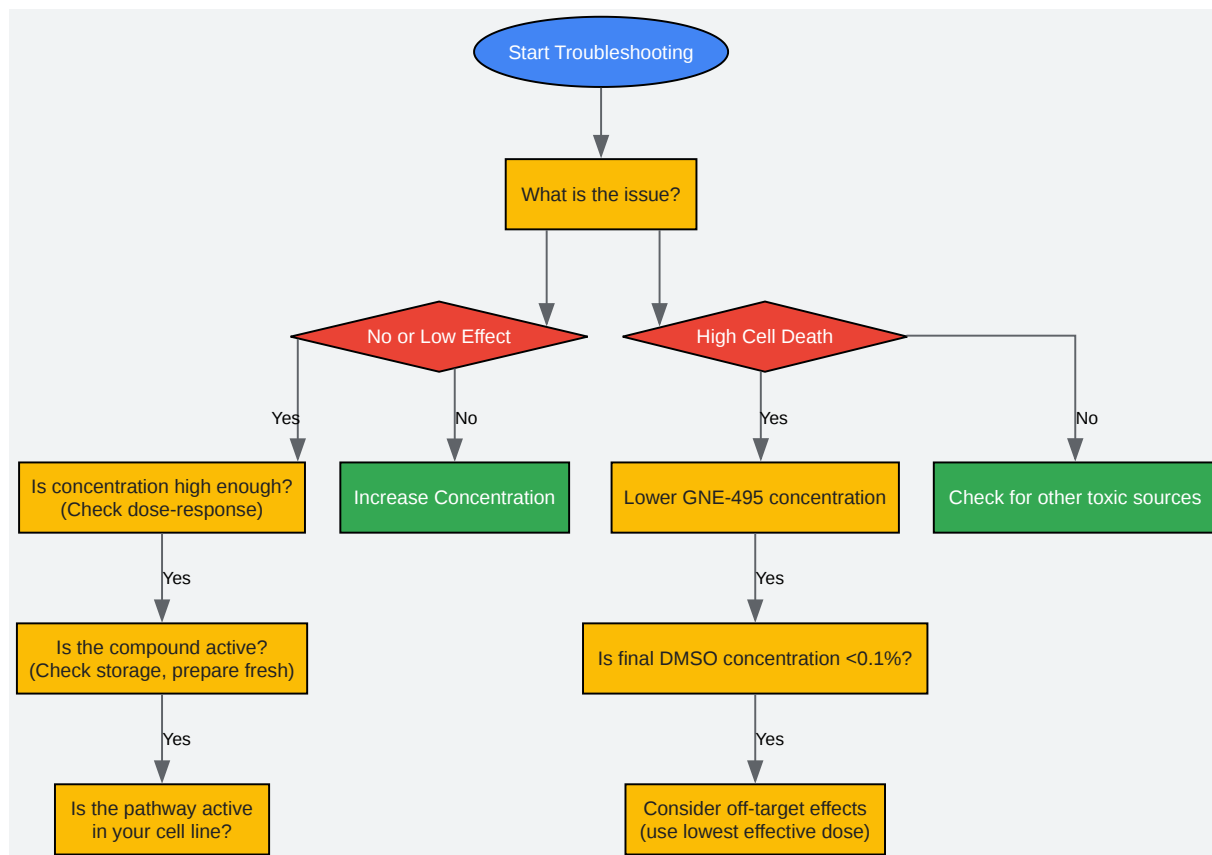 Start Troubleshooting
What is the issue?
No or Low Effect
High Cell Death
Yes
No
Yes
No
Is concentration high enough?
(Check dose-response)
Increase Concentration
Lower GNE-495 concentration
Check for other toxic sources
Yes
Yes
Is the compound active?
(Check storage, prepare fresh)
Is final DMSO concentration <0.1%?
Yes
Yes
Is the pathway active
in your cell line?
Consider off-target effects
(use lowest effective dose)